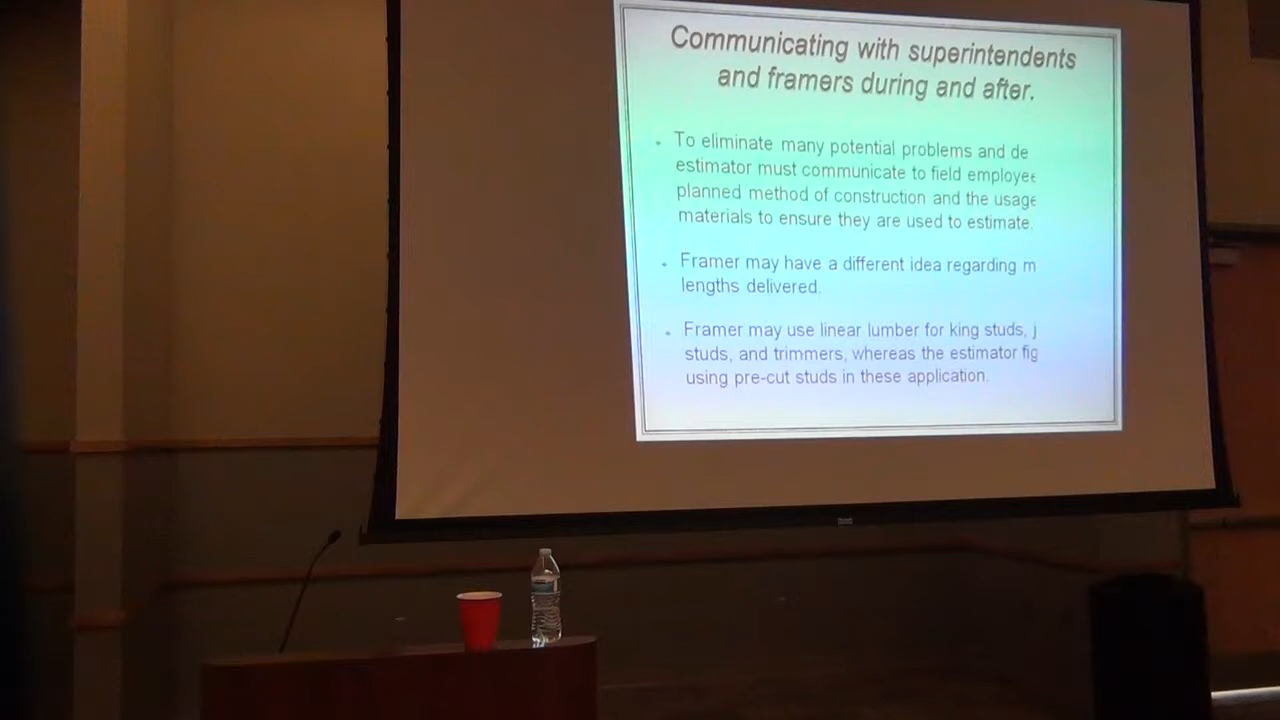 Communicating with superintendents
and framers during and after.
To eliminate many potential problems and de
estimator must communicate to field employee
planned method of construction and the usage
materials to ensure they are used to estimate.
Framer may have a different idea regarding m
lengths delivered.
Framer may use linear lumber for king studs, j
studs, and trimmers, whereas the estimator fig
using pre-cut studs in these application.